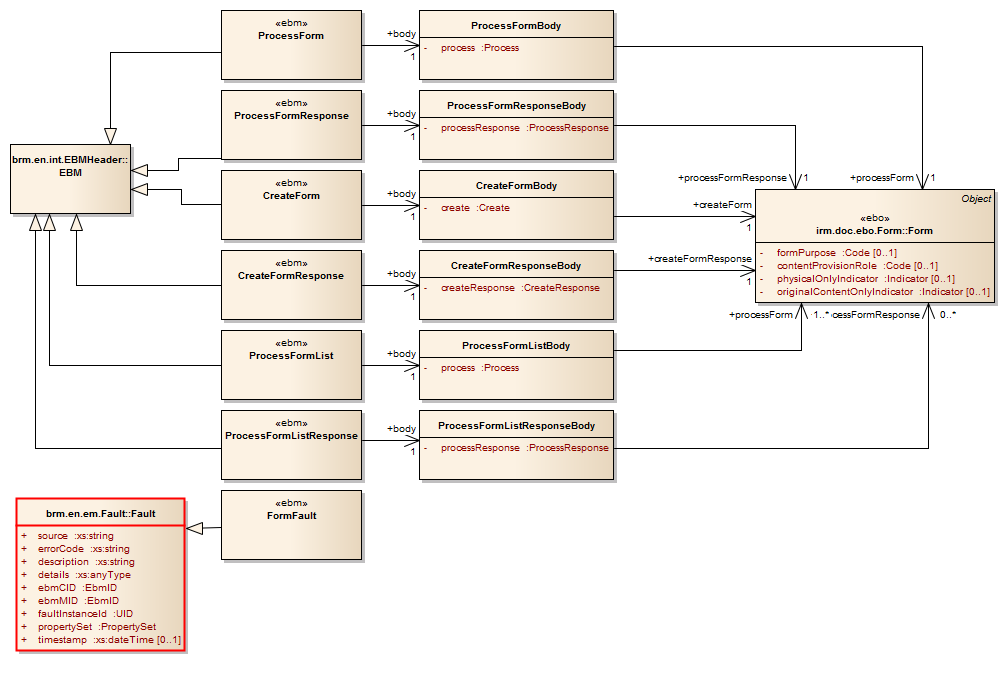 «ebm»
ProcessForm
+body
1
ProcessFormBody
- process :Process
«ebm»
ProcessFormResponse
+body
1
ProcessFormResponseBody
- processResponse :ProcessResponse
brm.en.int.EBMHeader::
EBM
«ebm»
CreateForm
+body
1
CreateFormBody
- create :Create
+processFormResponse
1
+processForm
1
+createForm
1
+createFormResponse
1
Object
«ebo»
irm.doc.ebo.Form::Form
- formPurpose :Code [0..1]
- contentProvisionRole :Code [0..1]
- physicalOnlyIndicator :Indicator [0..1]
- originalContentOnlyIndicator :Indicator [0..1]
«ebm»
CreateFormResponse
+body
1
CreateFormResponseBody
- createResponse :CreateResponse
+processForm
1..*
cessFormResponse
0..*
«ebm»
ProcessFormList
+body
1
ProcessFormListBody
- process :Process
«ebm»
ProcessFormListResponse
+body
1
ProcessFormListResponseBody
- processResponse :ProcessResponse
«ebm»
FormFault
brm.en.em.Fault::Fault
+ source :xs:string
+ errorCode :xs:string
+ description :xs:string
+ details :xs:anyType
+ ebmCID :EbmID
+ ebmMID :EbmID
+ faultInstanceId :UID
+ propertySet :PropertySet
+ timestamp :xs:dateTime [0..1]